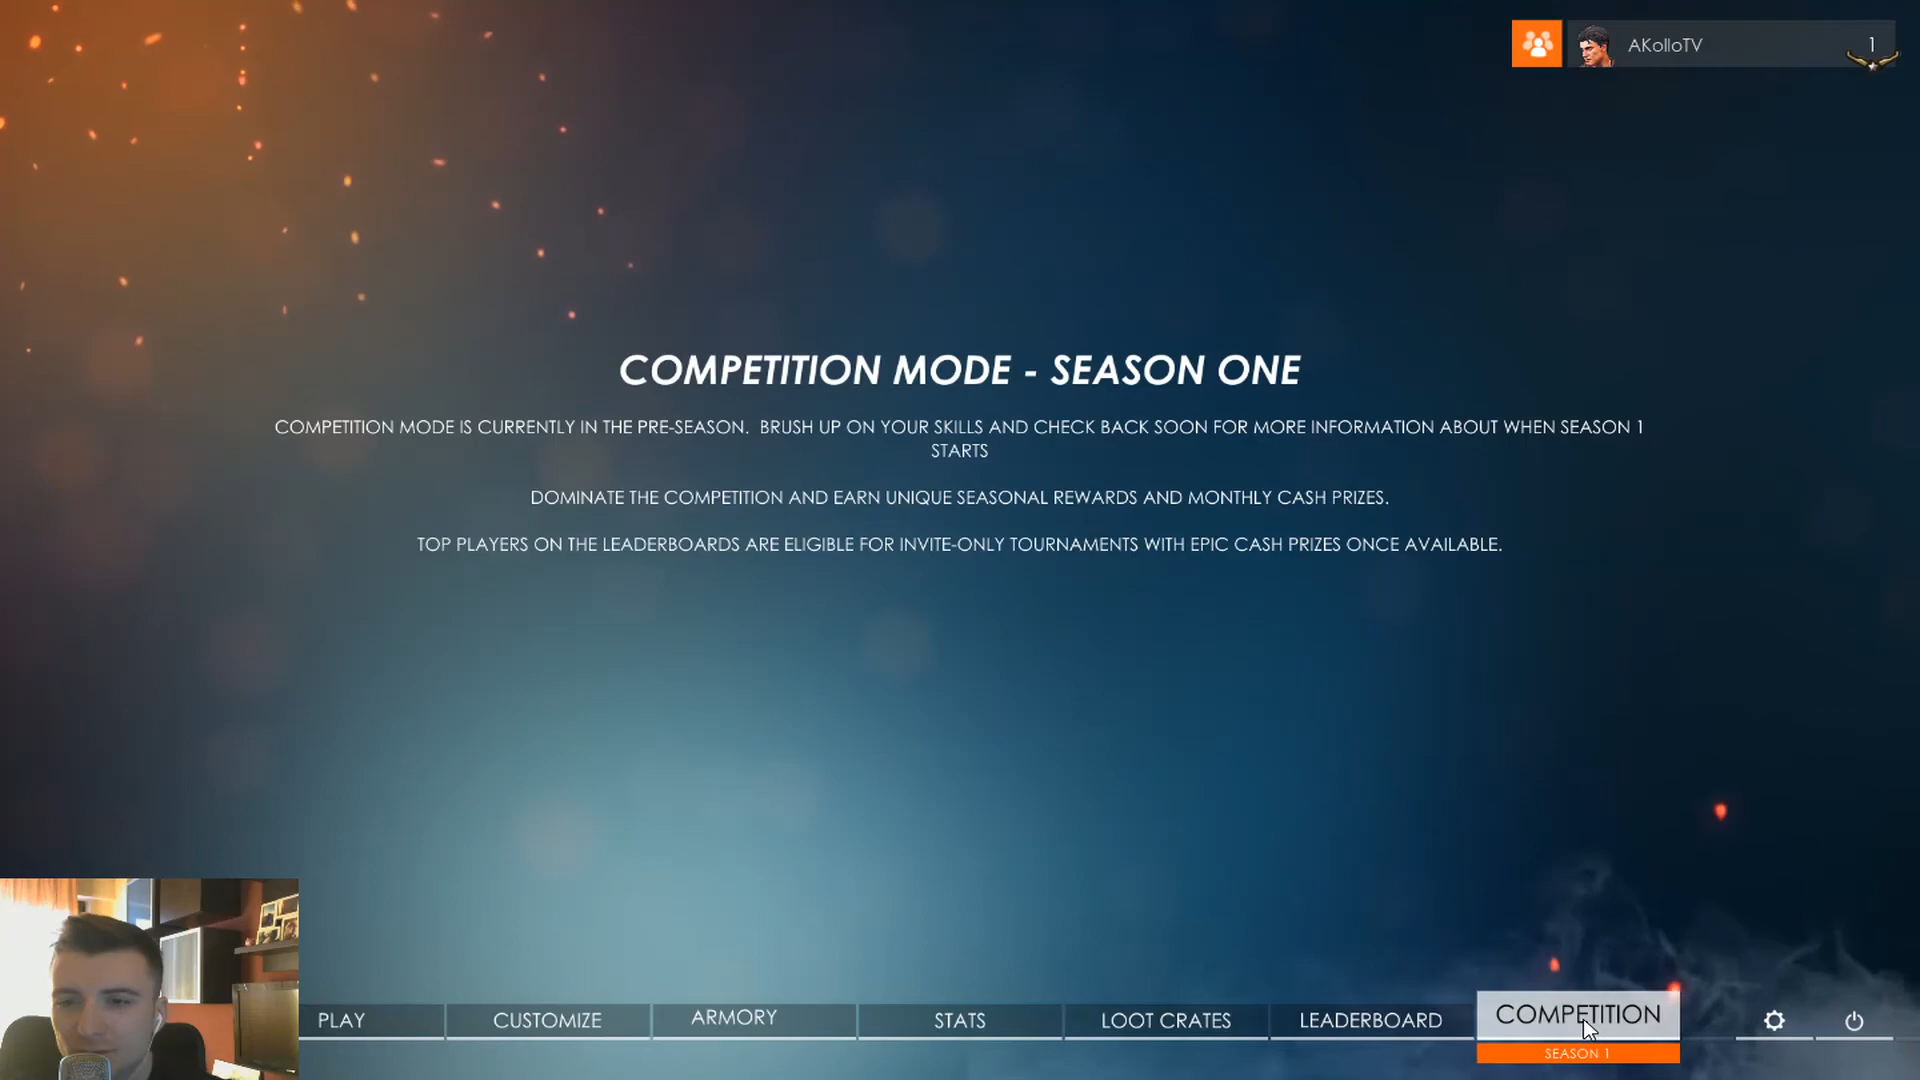 AKolloTV 1
COMPETITION MODE - SEASON ONE
COMPETITION MODE IS CURRENTLY IN THE PRE-SEASON. BRUSH UP ON YOUR SKILLS AND CHECK BACK SOON FOR MORE INFORMATION ABOUT WHEN SEASON 1
STARTS
DOMINATE THE COMPETITION AND EARN UNIQUE SEASONAL REWARDS AND MONTHLY CASH PRIZES.
TOP PLAYERS ON THE LEADERBOARDS ARE ELIGIBLE FOR INVITE-ONLY TOURNAMENTS WITH EPIC CASH PRIZES ONCE AVAILABLE.
PLAY CUSTOMIZE ARMORY STATS LOOT CRATES LEADERBOARD COMPETITION
SEASON 1